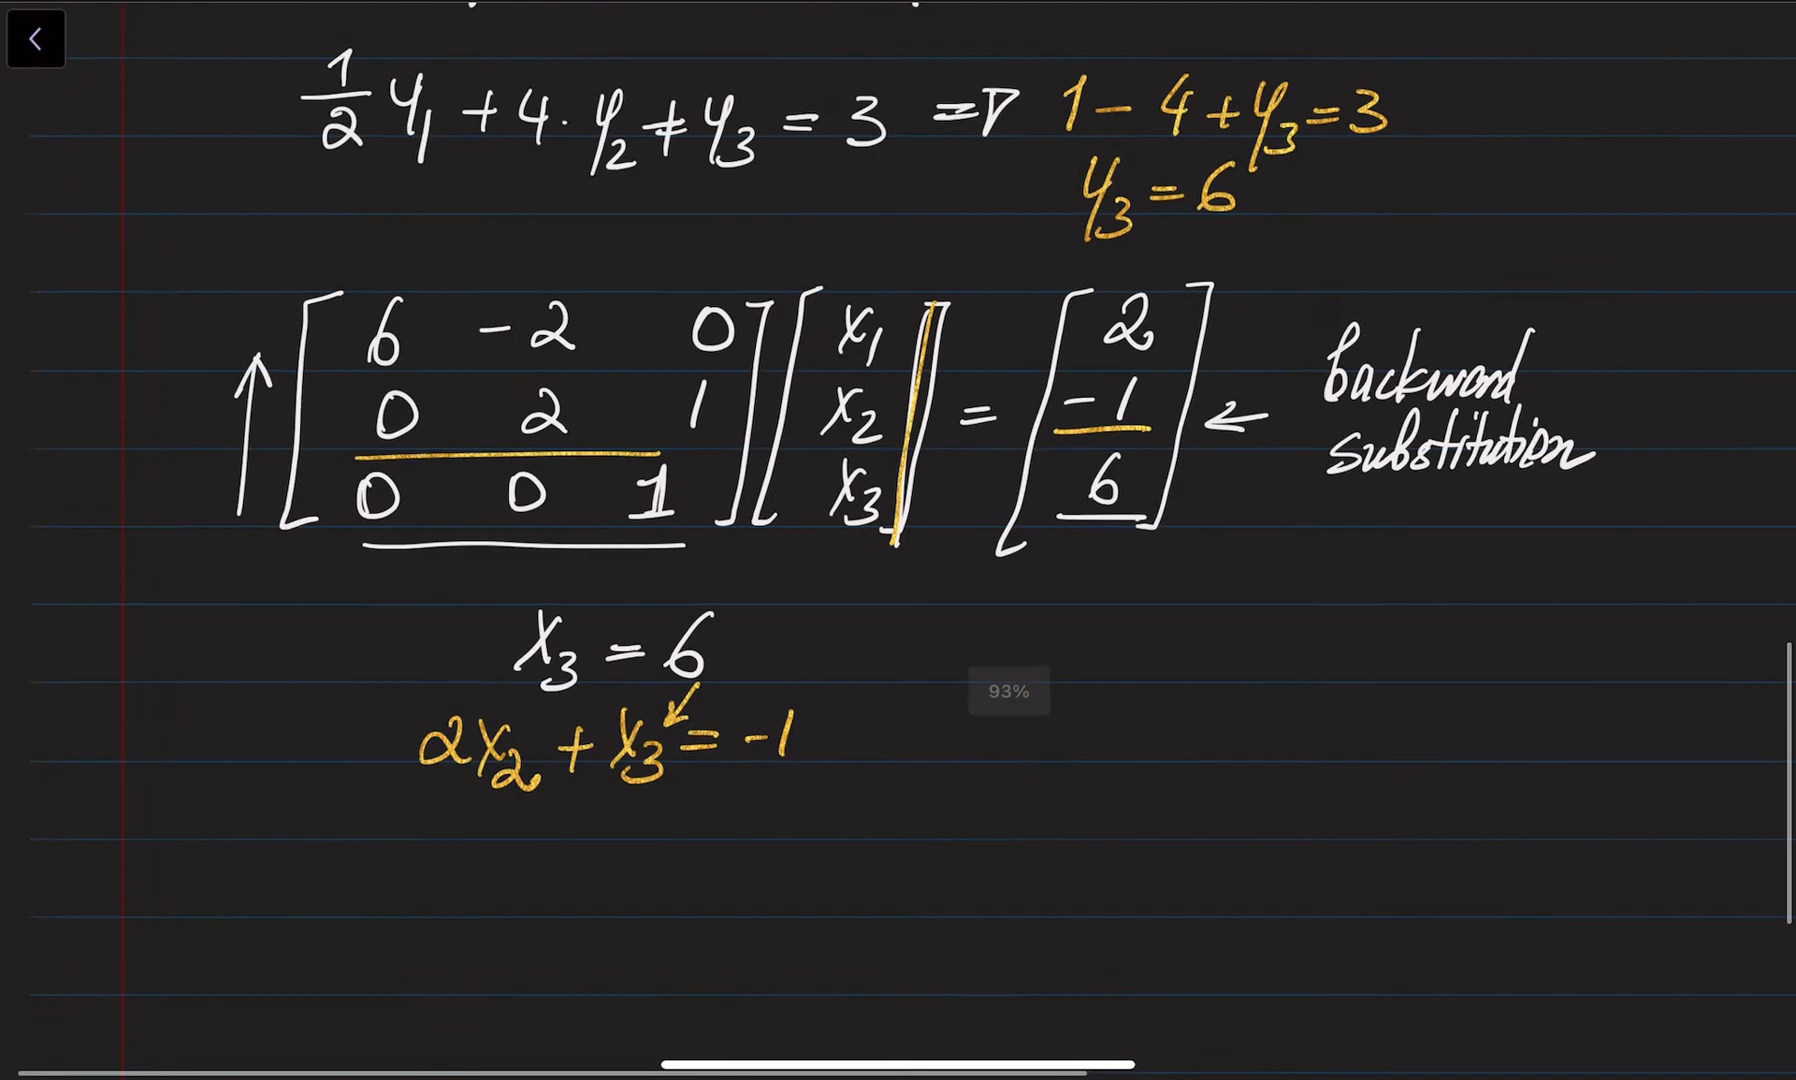 1/2 y₁ + 4 · y₂ + y₃ = 3 => 1 - 4 + y₃ = 3
y₃ = 6
[ 6 -2 0 ] [ x₁ ] = [ 2 ]
[ 0 2 1 ] [ x₂ ] = [ -1 ] ← backward
[ 0 0 1 ] [ x₃ ] = [ 6 ] substitution
x₃ = 6
93%
2x₂ + x₃ = -1